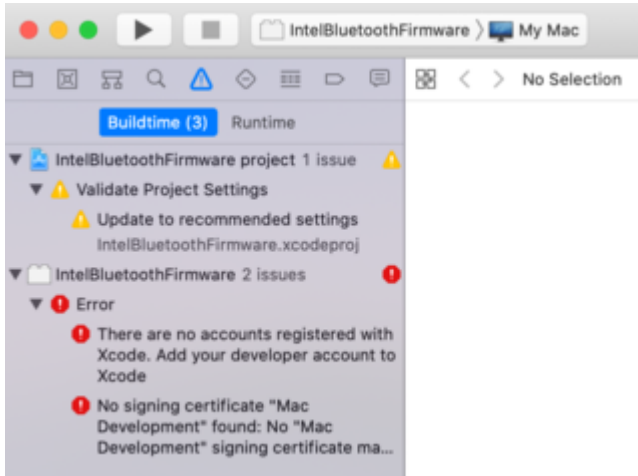 IntelBluetoothFirmware
My Mac
No Selection
Buildtime (3)
Runtime
IntelBluetoothFirmware project 1 issue
Validate Project Settings
Update to recommended settings
IntelBluetoothFirmware.xcodeproj
IntelBluetoothFirmware 2 issues
Error
There are no accounts registered with
Xcode. Add your developer account to
Xcode
No signing certificate "Mac
Development" found: No "Mac
Development" signing certificate ma...